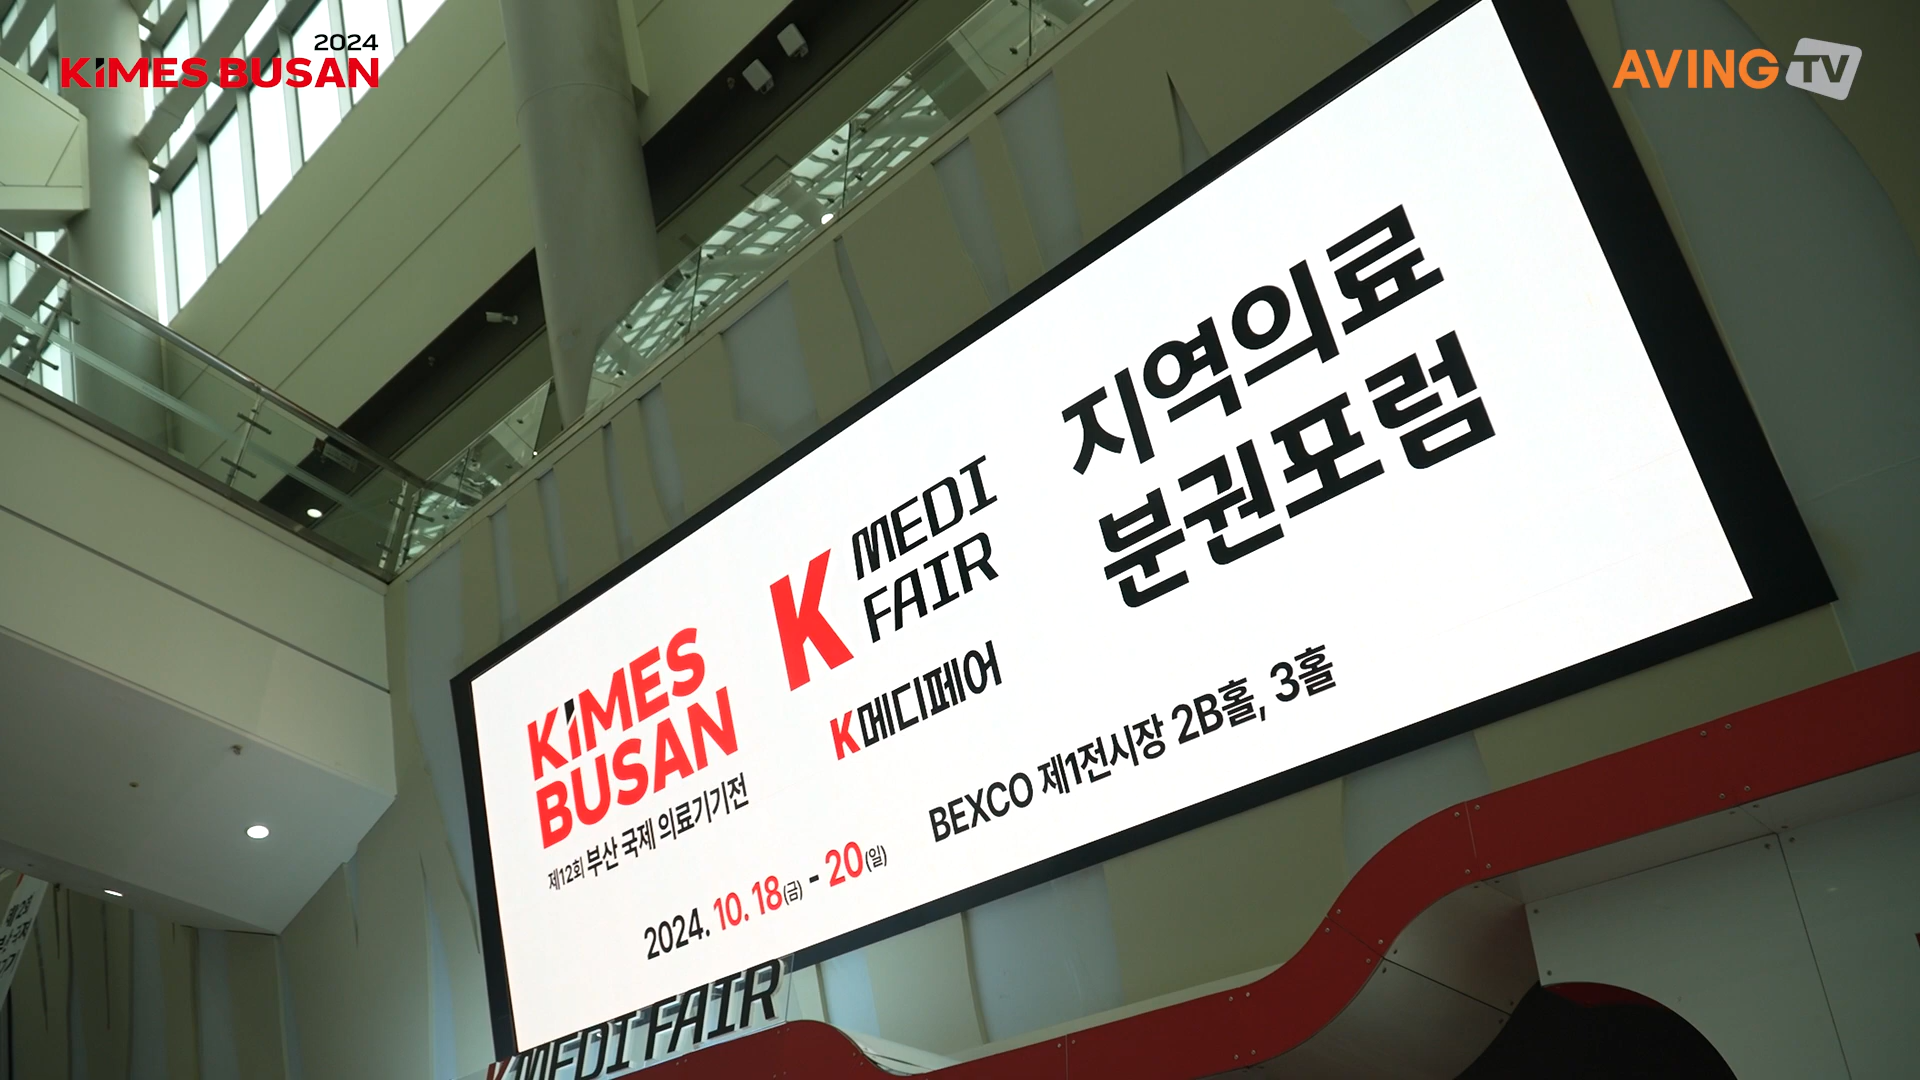 2024
KIMES BUSAN
AVING TV
KIMES
BUSAN
제12회 부산 국제 의료기기전
K MEDI
FAIR
K메디페어
지역의료
분권포럼
2024. 10. 18(금) - 20(일)
BEXCO 제1전시장 2B홀, 3홀
K MEDI FAIR